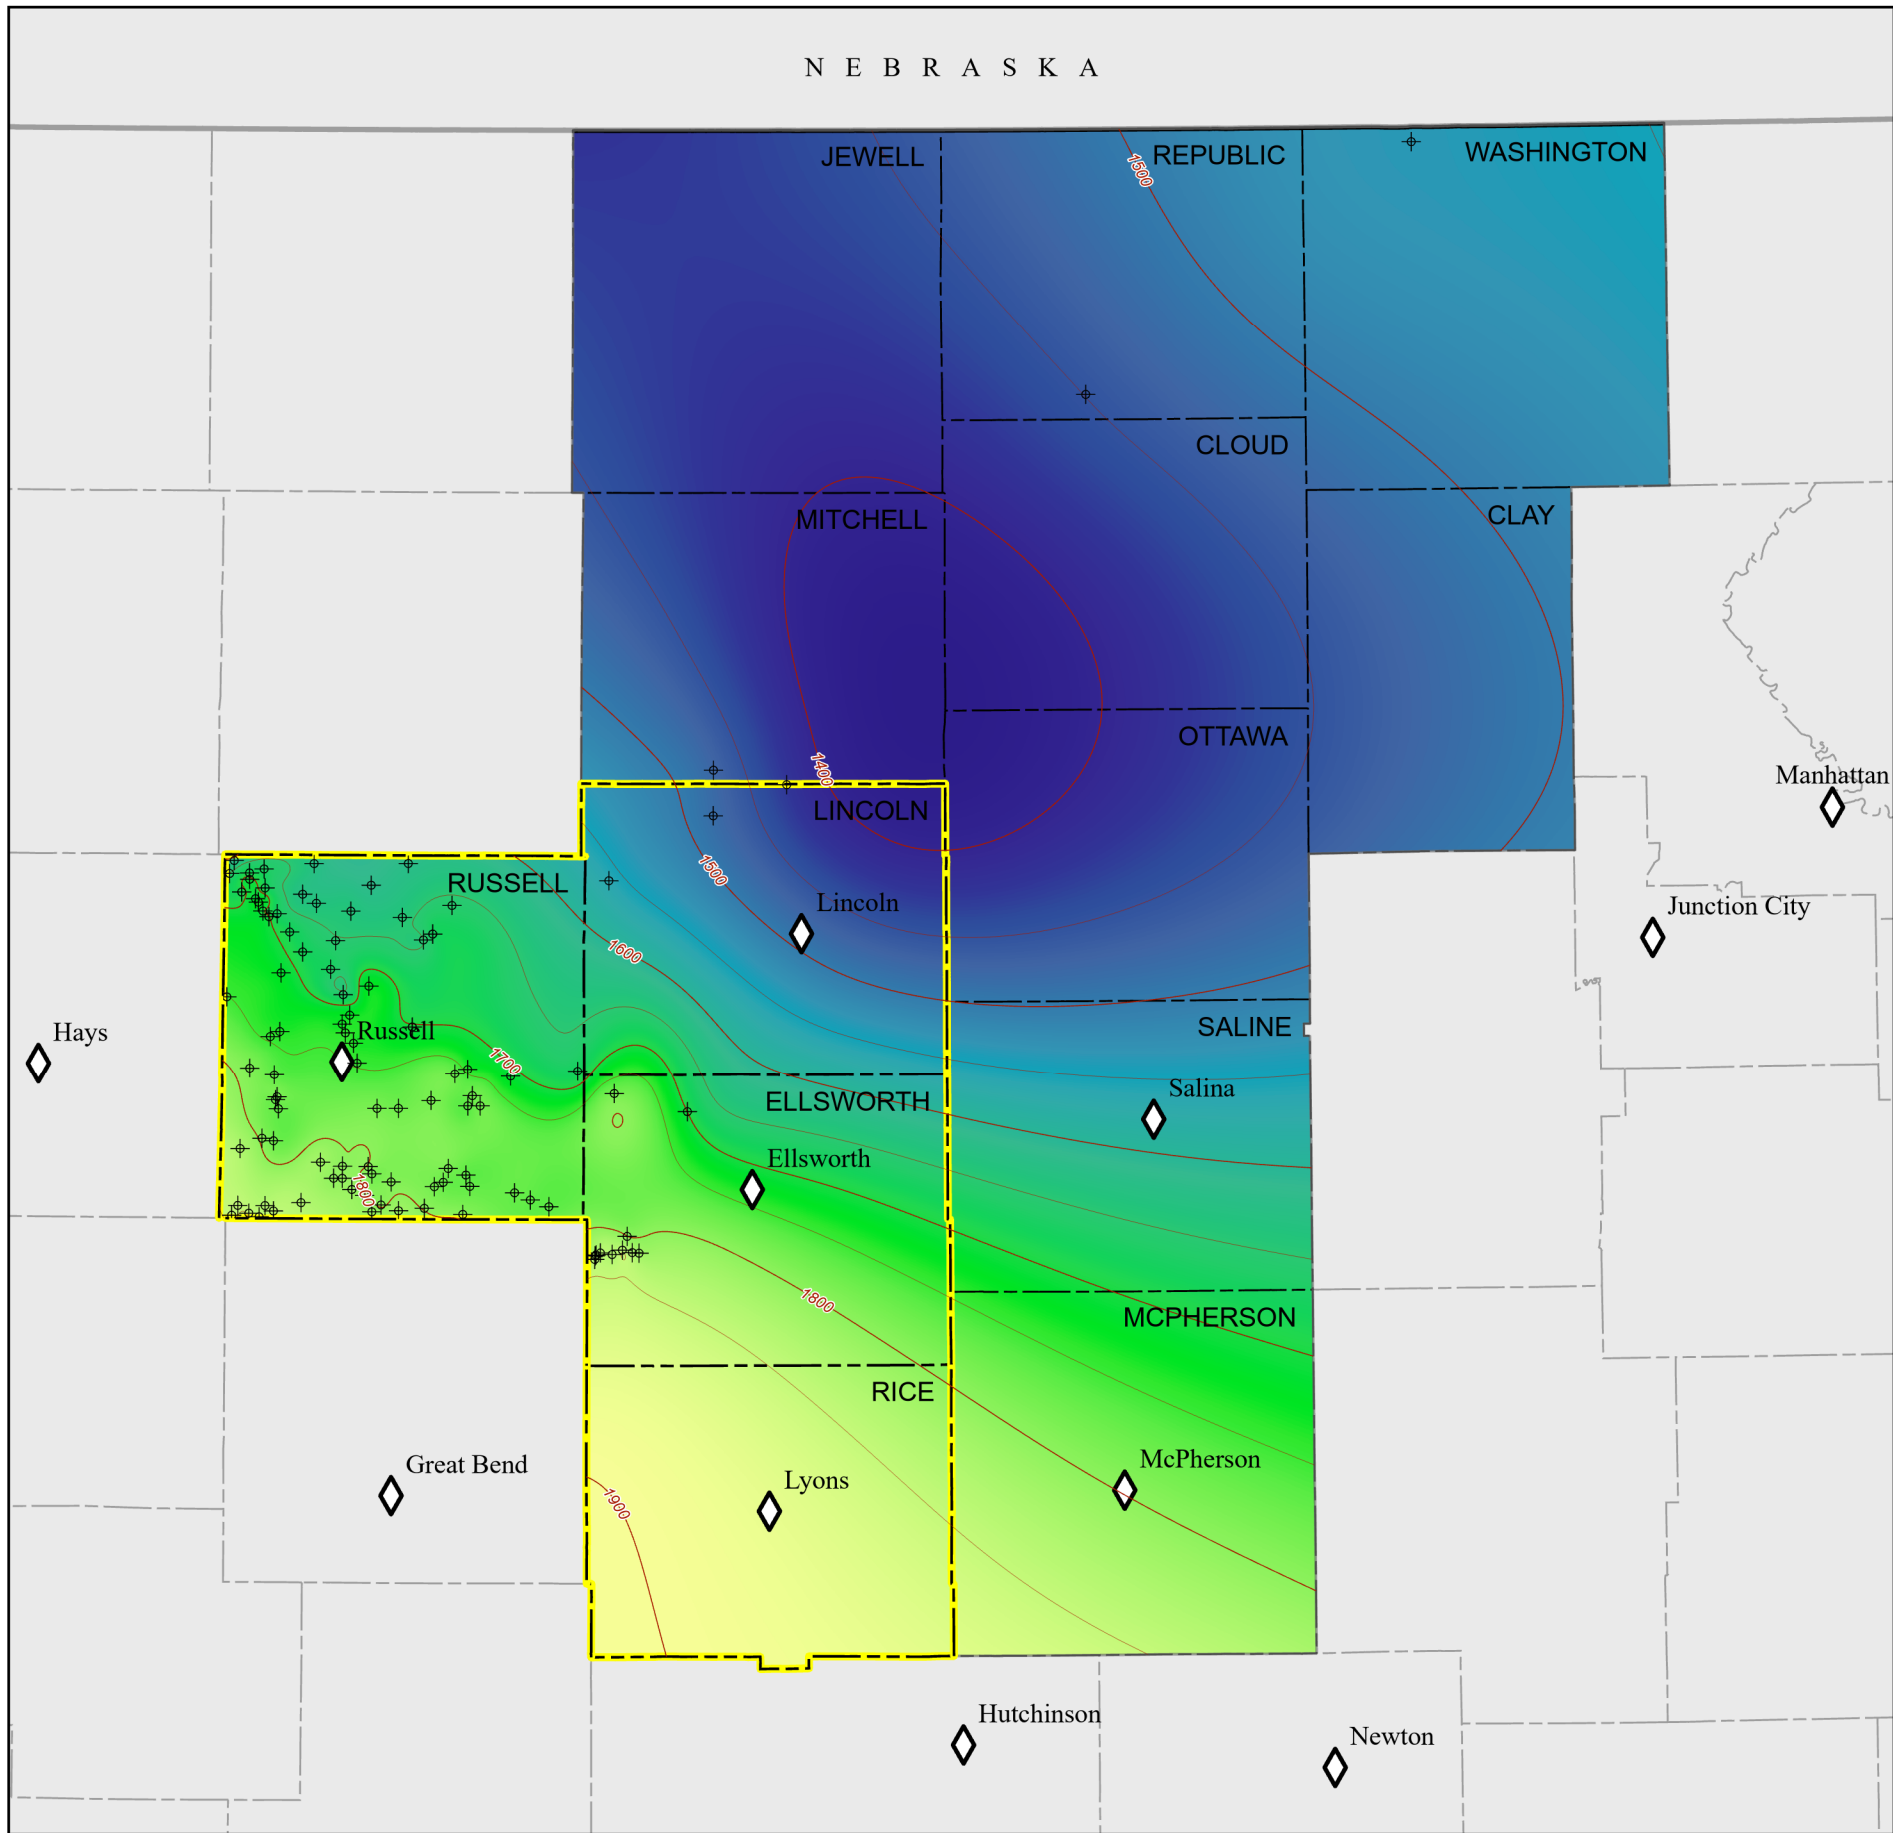 NEBRASKA
JEWELL
REPUBLIC
WASHINGTON
1500
CLOUD
MITCHELL
CLAY
OTTAWA
1400
Manhattan
LINCOLN
1500
RUSSELL
Lincoln
Junction City
1600
Hays
Russell
SALINE
1700
Salina
ELLSWORTH
Ellsworth
1800
1800
MCPHERSON
RICE
Great Bend
McPherson
Lyons
1900
Hutchinson
Newton